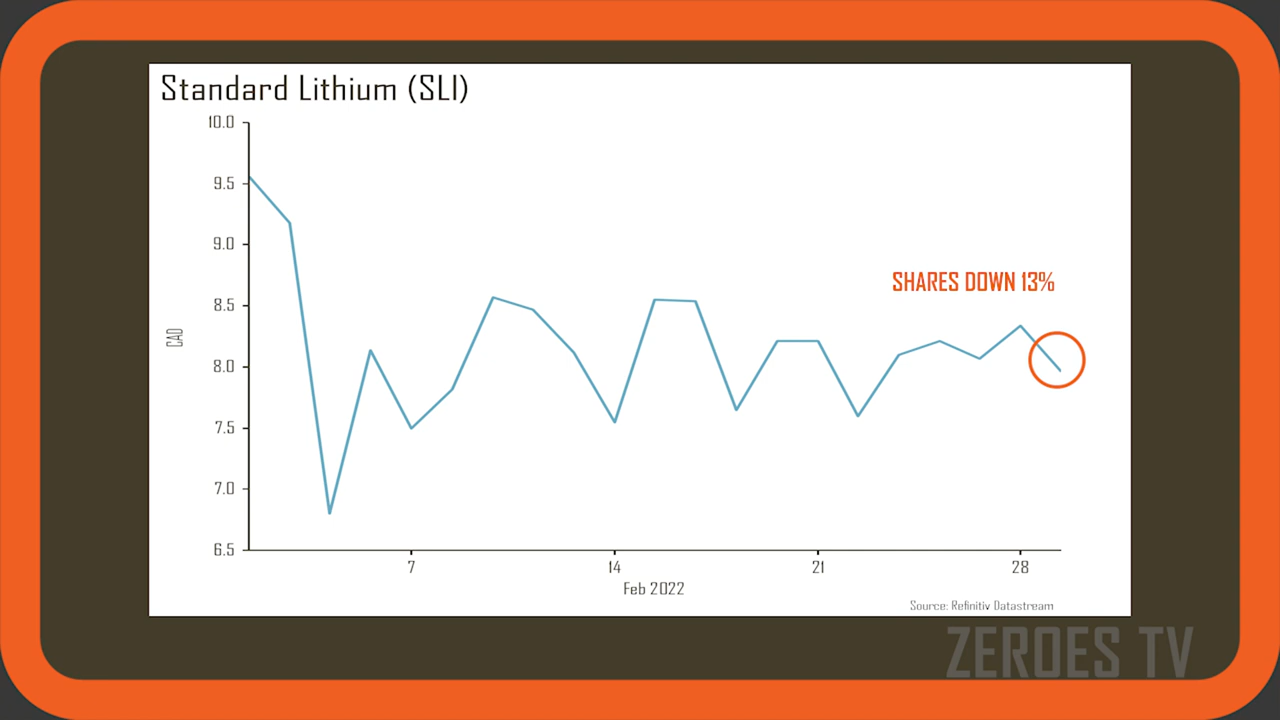 Standard Lithium (SLI)
10.0
9.5
9.0
8.5
8.0
7.5
7.0
6.5
CAD
SHARES DOWN 13%
7
14
21
28
Feb 2022
Source: Refinitiv Datastream
ZEROES TV